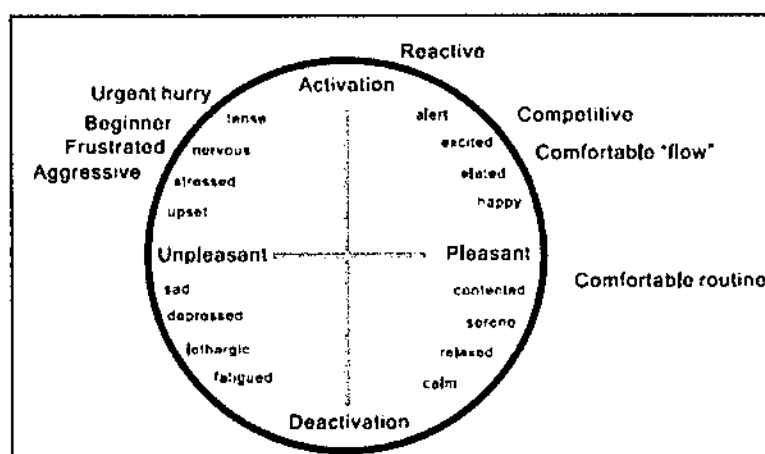 Reactive
Activation
Urgent hurry
tense
alert
Competitive
Beginner
excited
Frustrated
nervous
Comfortable "flow"
Aggressive
stressed
elated
upset
happy
Unpleasant
Pleasant
sad
contented
Comfortable routine
depressed
serene
lethargic
relaxed
fatigued
calm
Deactivation